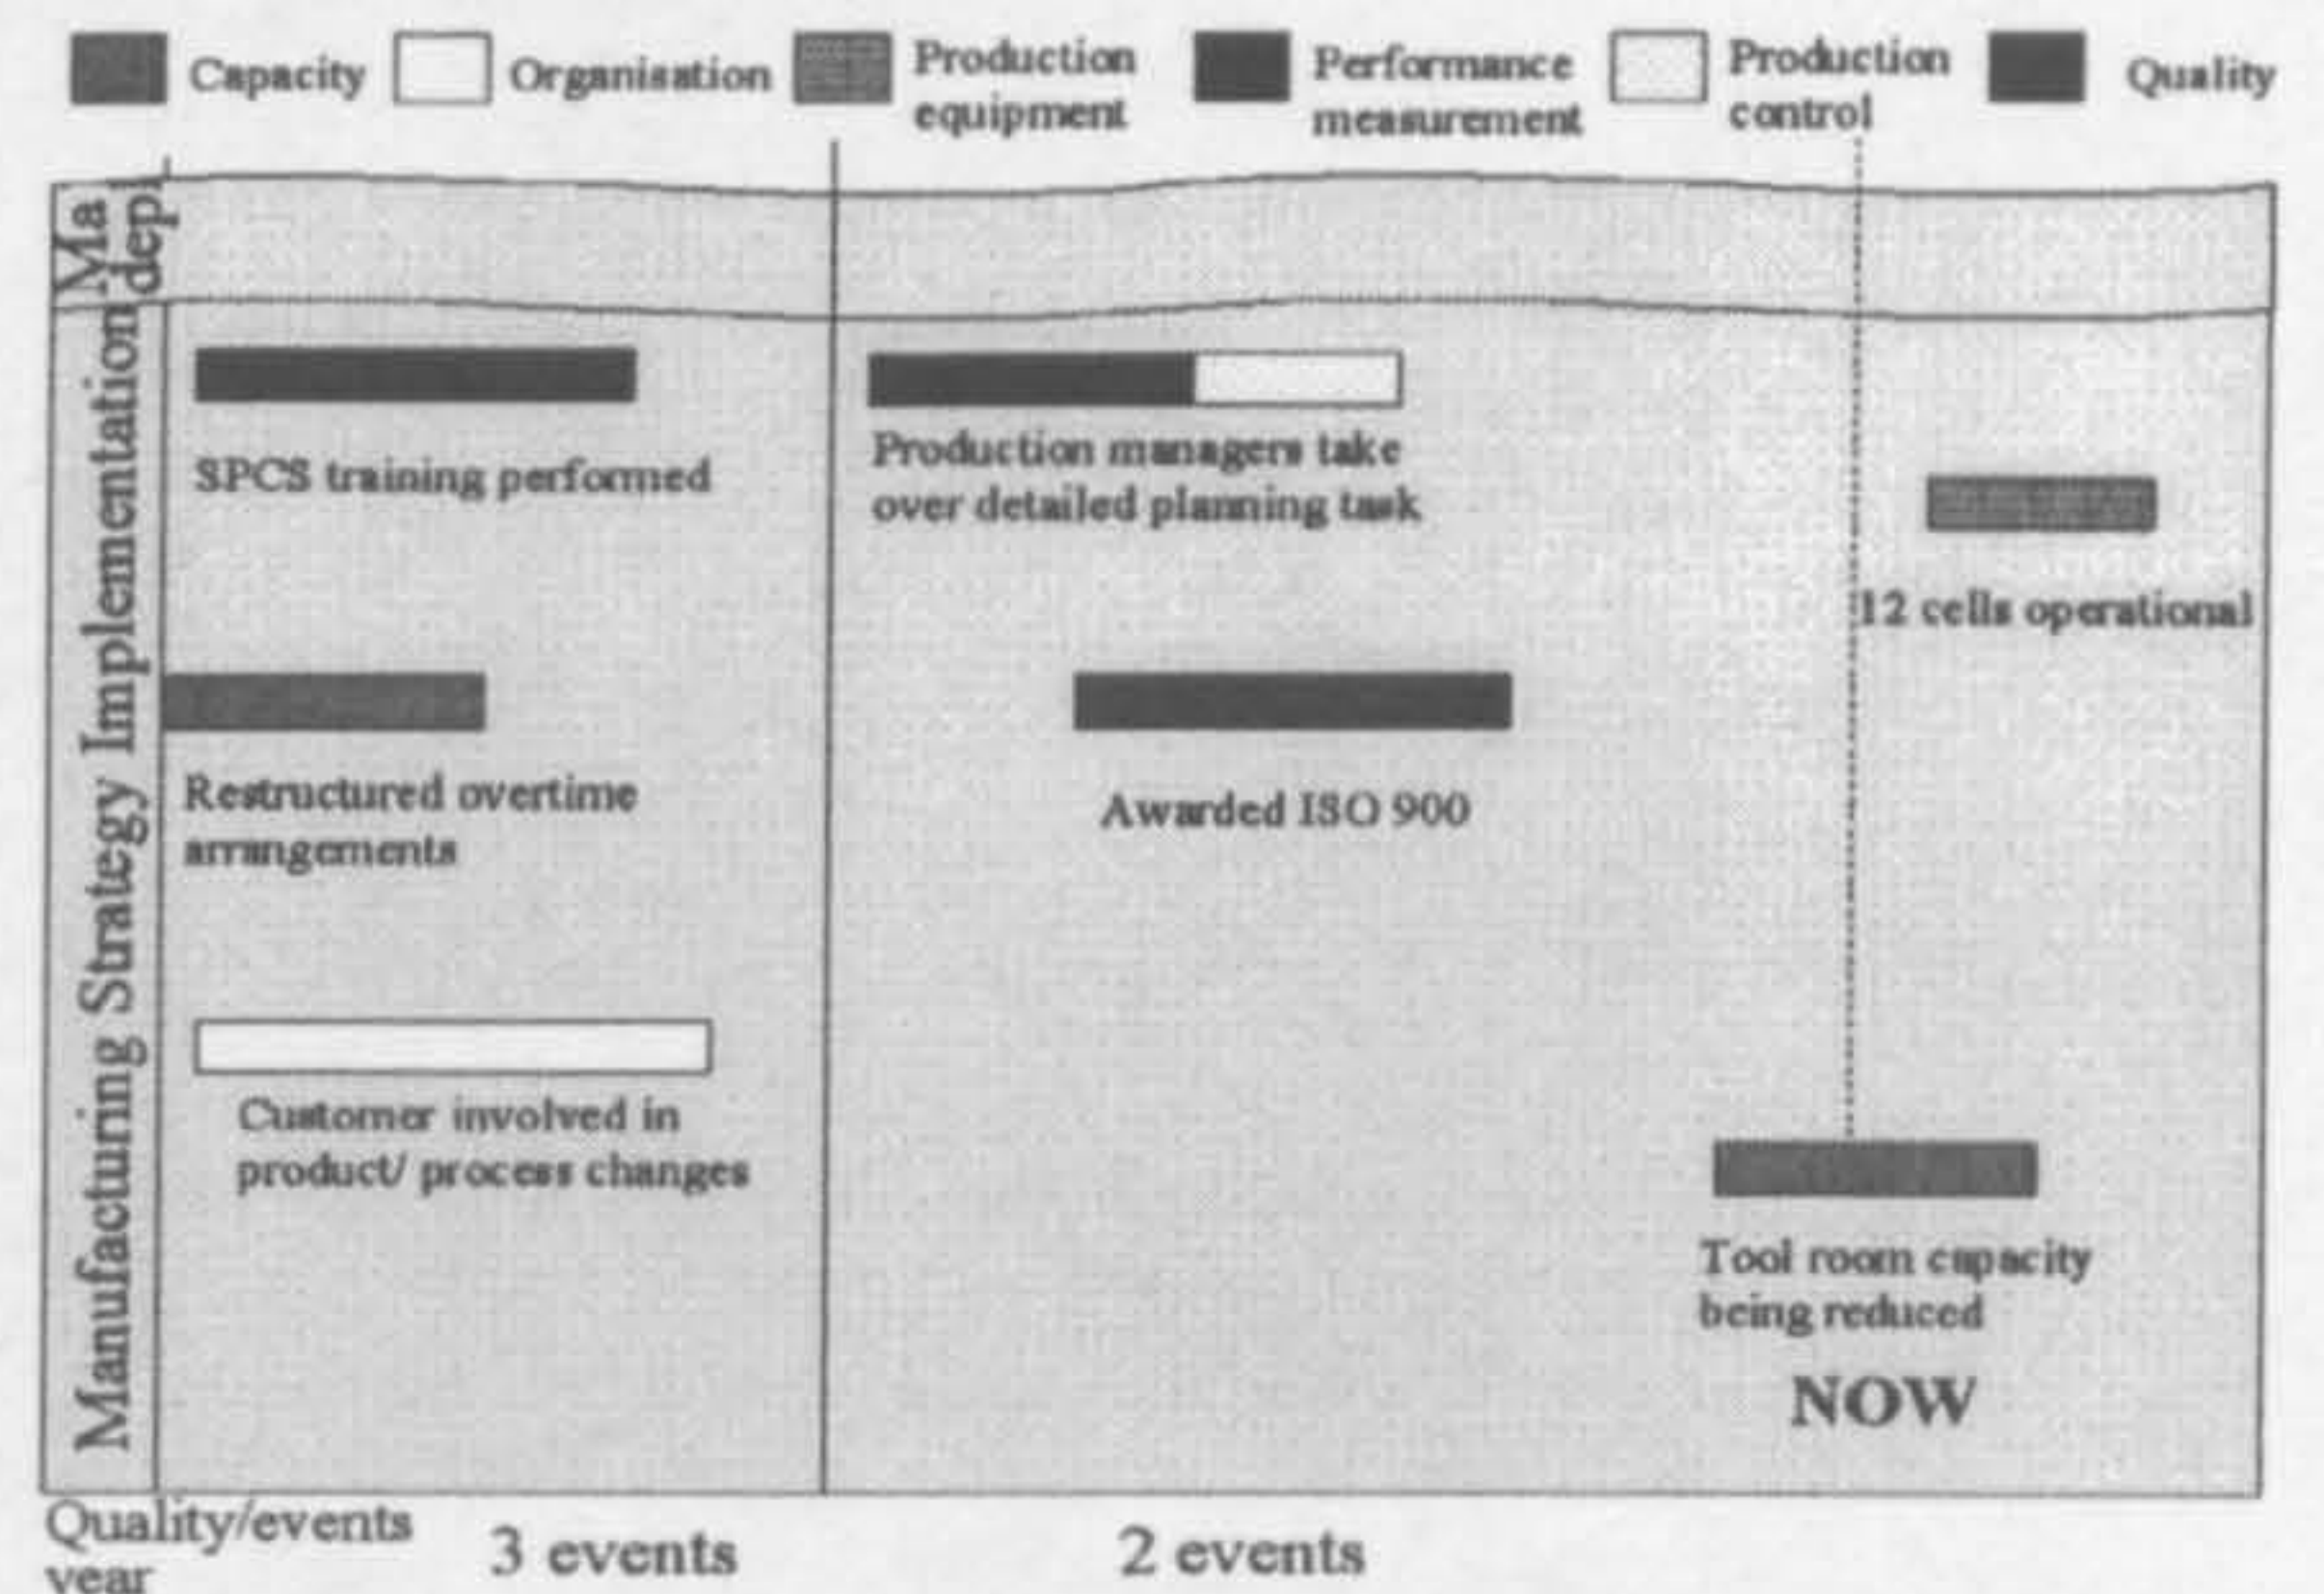 Capacity
Organisation
Production
equipment
Performance
measurement
Production
control
Quality
Ma
depl
Manufacturing Strategy Implementation
SPCS training performed
Production managers take
over detailed planning task
12 cells operational
Restructured overtime
arrangements
Awarded ISO 900
Customer involved in
product/ process changes
Tool room capacity
being reduced
NOW
Quality/events
year
3 events
2 events